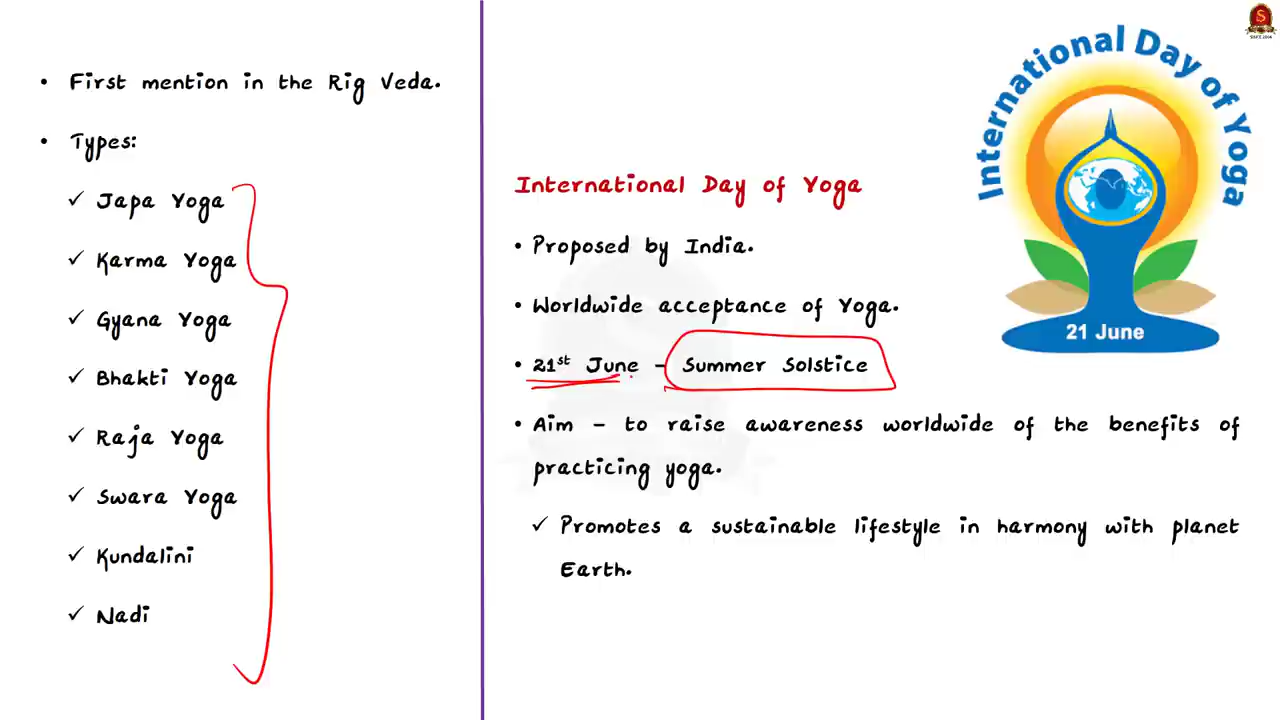 • First mention in the Rig Veda.
• Types:
✓ Japa Yoga
✓ Karma Yoga
✓ Gyana Yoga
✓ Bhakti Yoga
✓ Raja Yoga
✓ Swara Yoga
✓ Kundalini
✓ Nadi
International Day of Yoga
• Proposed by India.
• Worldwide acceptance of Yoga.
• 21st June – Summer Solstice
• Aim – to raise awareness worldwide of the benefits of
practicing yoga.
✓ Promotes a sustainable lifestyle in harmony with planet
Earth.
International Day of Yoga
21 June